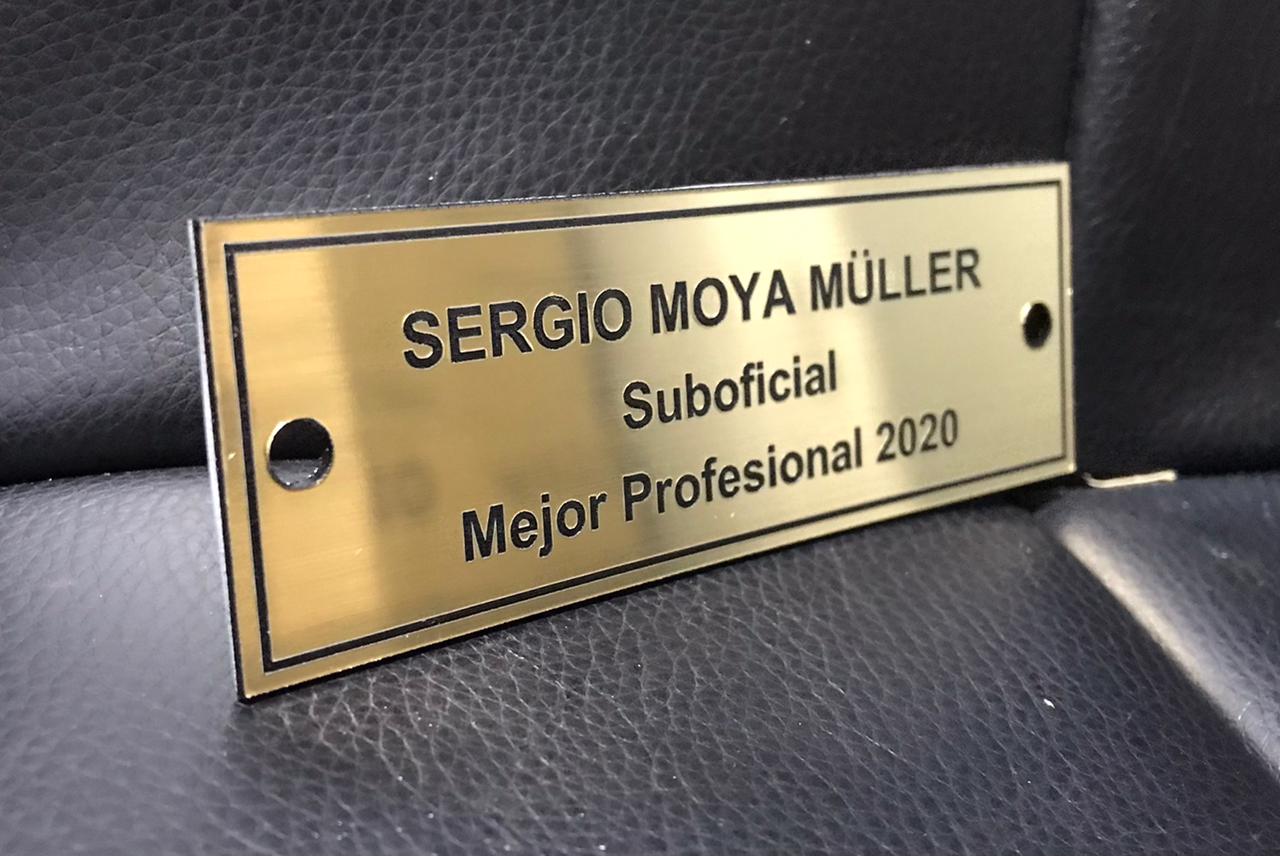 SERGIO MOYA MÜLLER
Suboficial
Mejor Profesional 2020